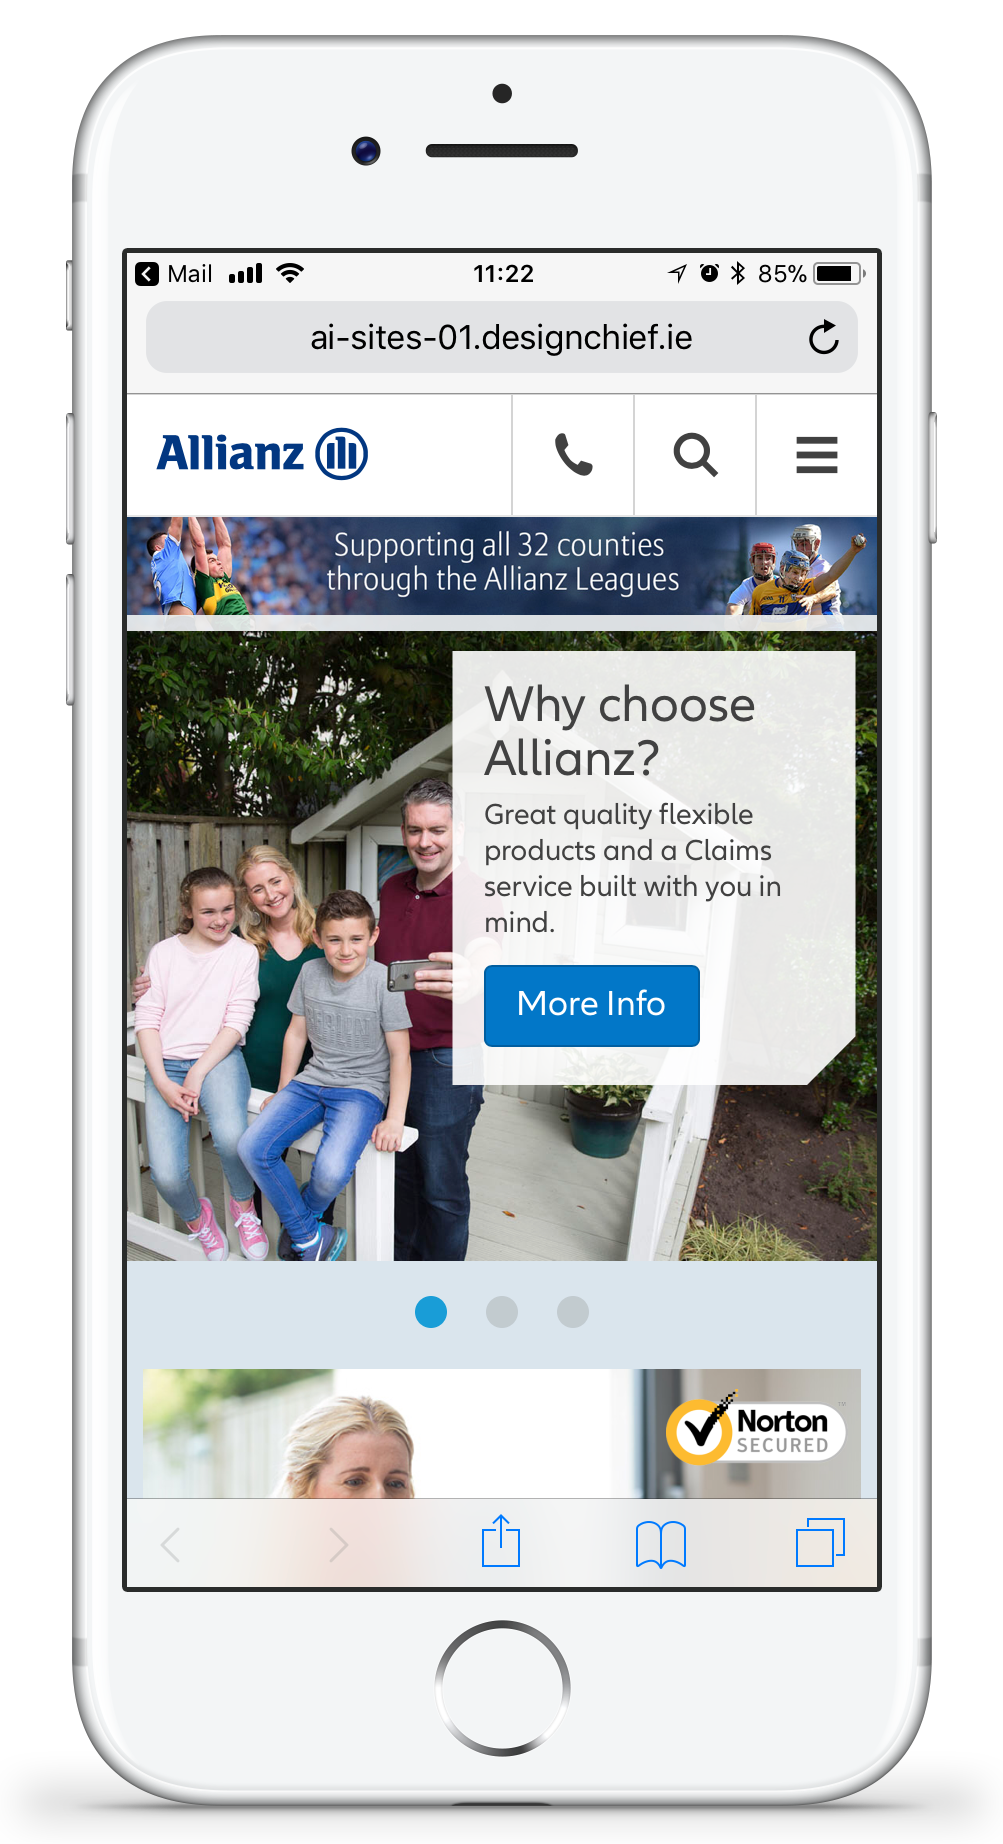 Mail
11:22
85%
ai-sites-01.designchief.ie
Allianz
Supporting all 32 counties
through the Allianz Leagues
Why choose
Allianz?
Great quality flexible
products and a Claims
service built with you in
mind.
More Info
Norton
SECURED